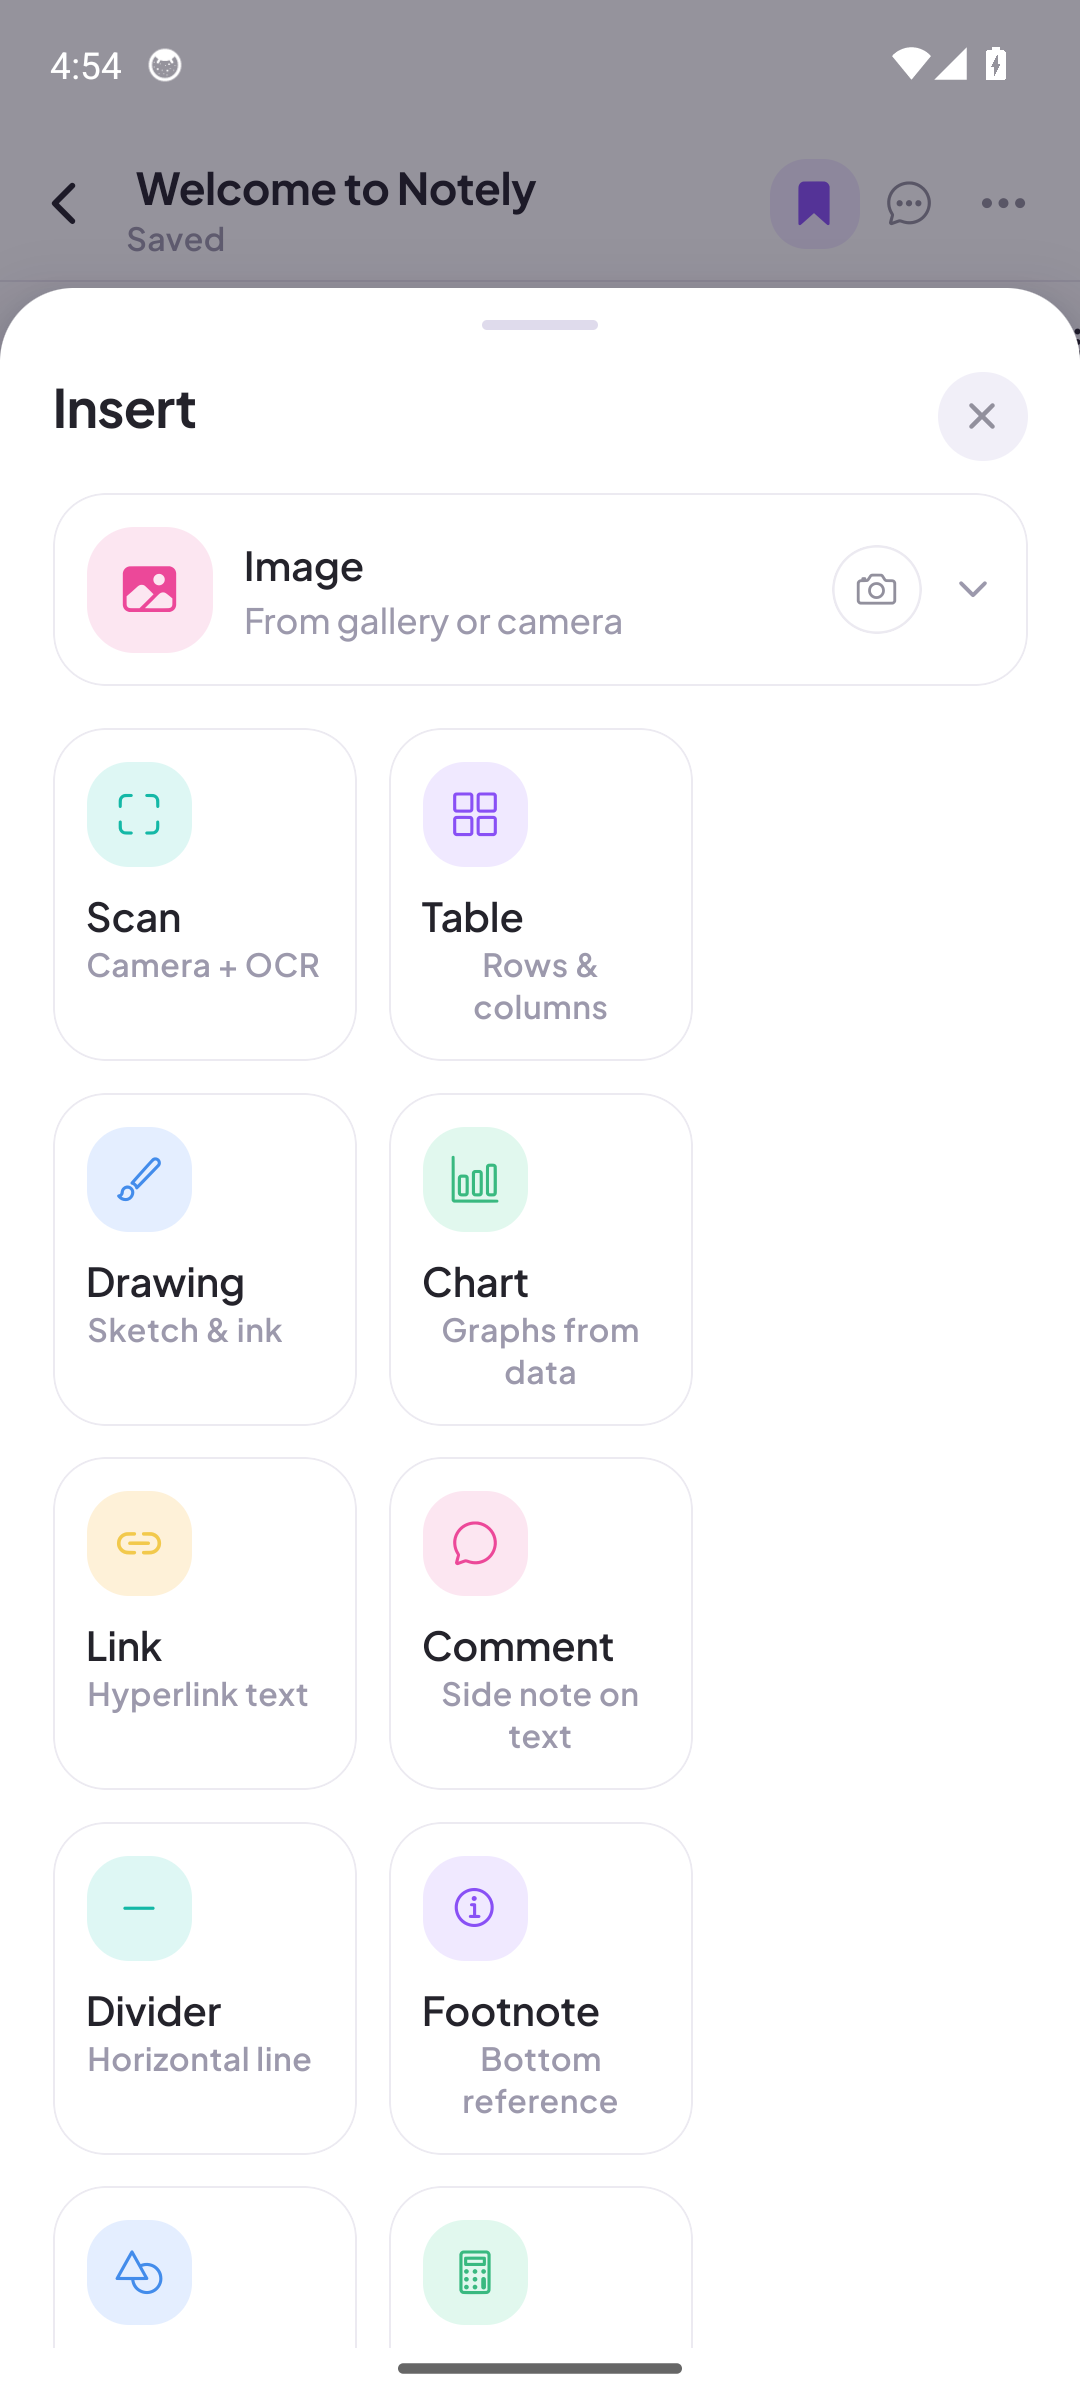 4:54
Welcome to Notely
Saved
Insert
Image
From gallery or camera
Scan
Camera + OCR
Table
Rows &
columns
Drawing
Sketch & ink
Chart
Graphs from
data
Link
Hyperlink text
Comment
Side note on
text
Divider
Horizontal line
Footnote
Bottom
reference